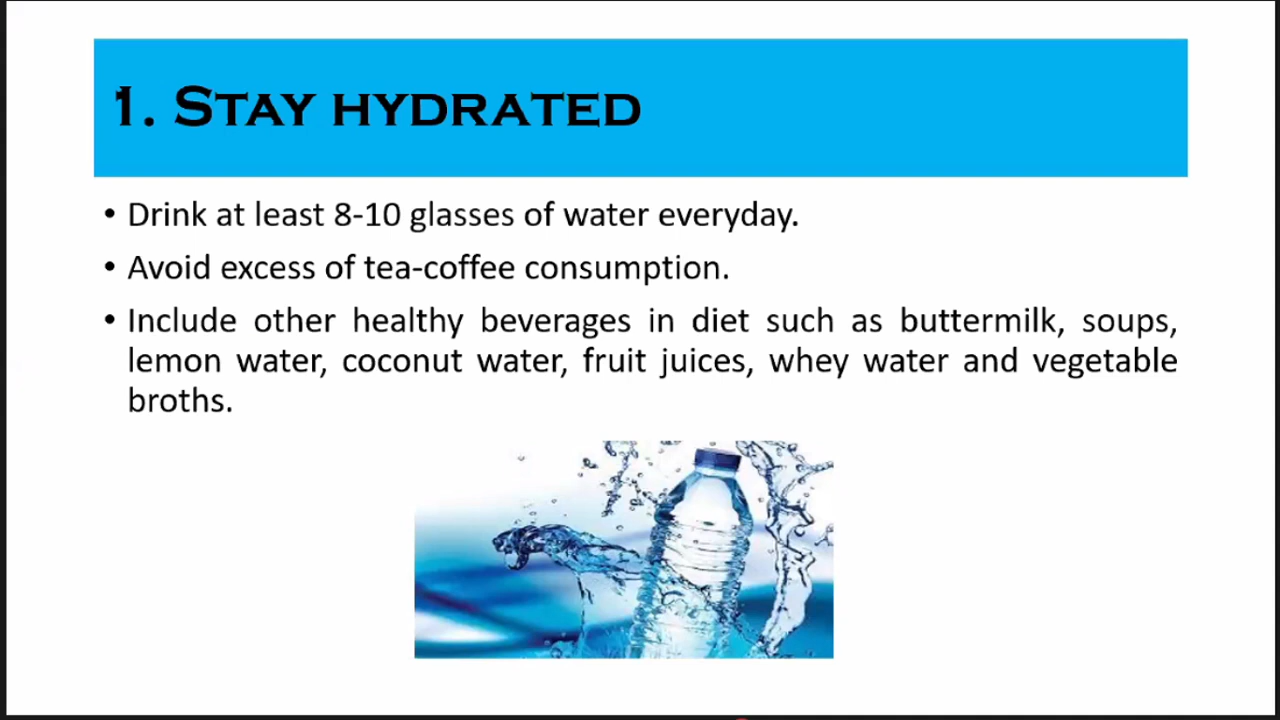 1. STAY HYDRATED
• Drink at least 8-10 glasses of water everyday.
• Avoid excess of tea-coffee consumption.
• Include other healthy beverages in diet such as buttermilk, soups,
lemon water, coconut water, fruit juices, whey water and vegetable
broths.